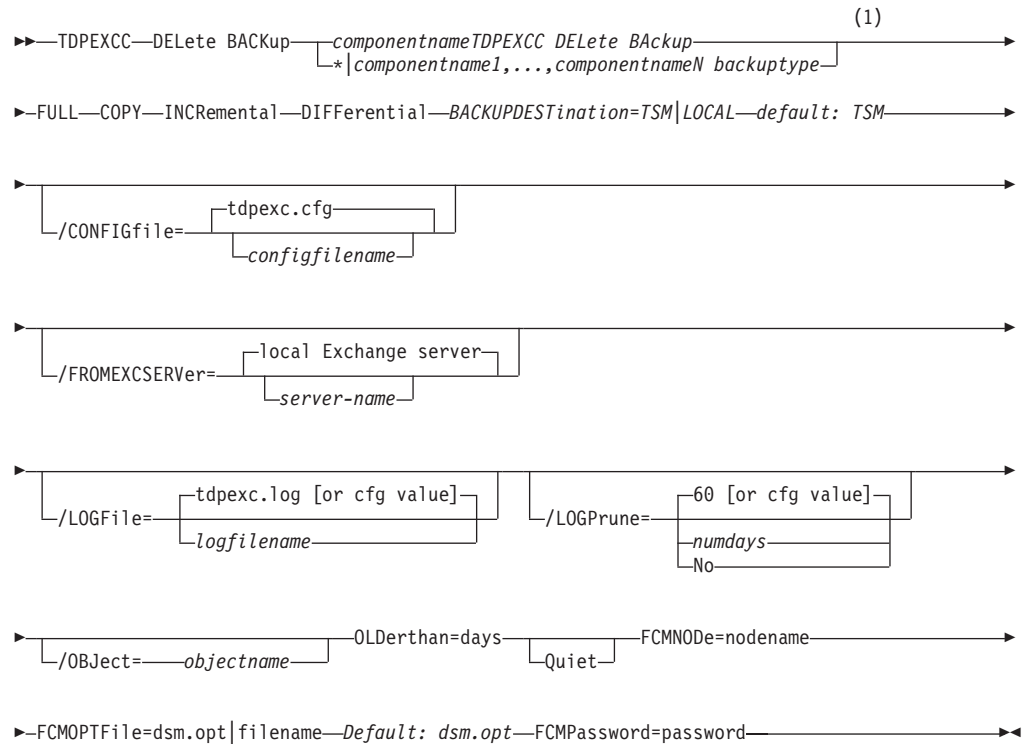 (1)
TDPEXCC DELete BACKup componentnameTDPEXCC DELete BAckup
*|componentname1,...,componentnameN backuptype
FULL COPY INCRemental DIFFerential BACKUPDESTination=TSM|LOCAL default: TSM
tdpexc.cfg
/CONFIGfile=
configfilename
local Exchange server
/FROMEXCSERVer=
server-name
tdpexc.log [or cfg value] 60 [or cfg value]
/LOGFile= /LOGPrune=
logfilename numdays
No
OLDerthan=days FCMNODe=nodename
/OBJect= objectname Quiet
FCMOPTFile=dsm.opt|filename Default: dsm.opt FCMPassword=password